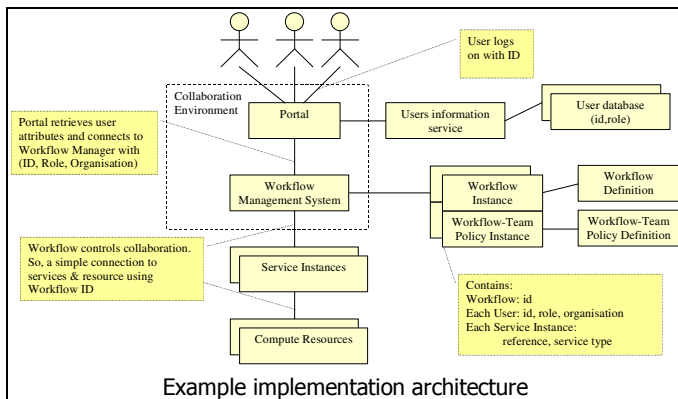 User logs
on with ID
Collaboration
Environment
Portal
Users information
service
User database
(id,role)
Portal retrieves user
attributes and connects to
Workflow Manager with
(ID, Role, Organisation)
Workflow
Management System
Workflow
Instance
Workflow
Definition
Workflow-Team
Policy Instance
Workflow-Team
Policy Definition
Workflow controls collaboration.
So, a simple connection to
services & resource using
Workflow ID
Service Instances
Compute Resources
Contains:
Workflow: id
Each User: id, role, organisation
Each Service Instance:
reference, service type
Example implementation architecture